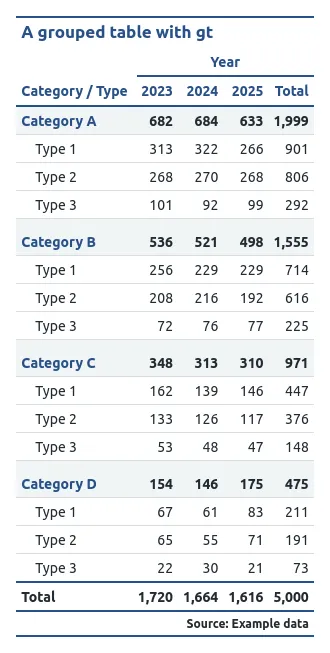 A grouped table with gt
Year
Category / Type 2023 2024 2025 Total
Category A 682 684 633 1,999
Type 1 313 322 266 901
Type 2 268 270 268 806
Type 3 101 92 99 292
Category B 536 521 498 1,555
Type 1 256 229 229 714
Type 2 208 216 192 616
Type 3 72 76 77 225
Category C 348 313 310 971
Type 1 162 139 146 447
Type 2 133 126 117 376
Type 3 53 48 47 148
Category D 154 146 175 475
Type 1 67 61 83 211
Type 2 65 55 71 191
Type 3 22 30 21 73
Total 1,720 1,664 1,616 5,000
Source: Example data